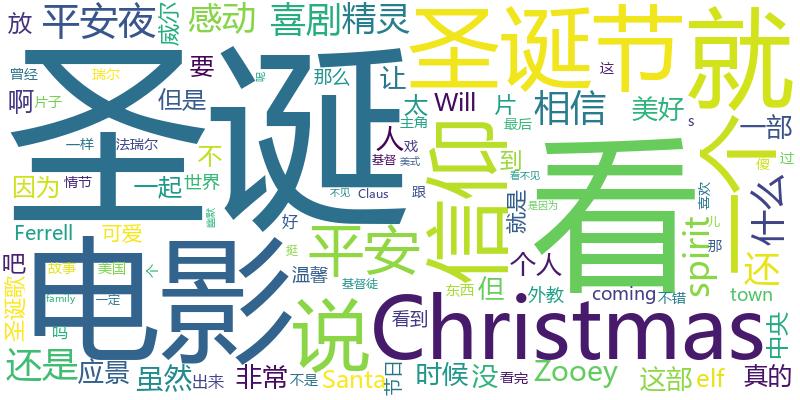 放 平安夜 威尔 感动 喜剧 精灵 圣诞节 就
曾经 瑞尔 要 那么 让 这
啊 片子 但是 圣诞 太 Will 片 相信 美好 一部
主角 最后 s
一样 法瑞尔 不 人 戏 信仰 看 一个 傻 过
因为 情节 一起 世界 基督 美式 到 看不见 喜欢 什么
不见 Claus 跟 就是 是因为 儿
Ferrell 可爱 幽默 好 平安 spirit 那 还
吧 故事 美国 个 电影 挺 温馨 个人
圣诞歌 family 一定 基督徒 但 东西 外教 coming 不错 town
吗 说 看到 Christmas 中央
还是 应景 虽然 出来 非常 不是 Santa 节日 时候 没 看完 Zooey 这部 elf 真的